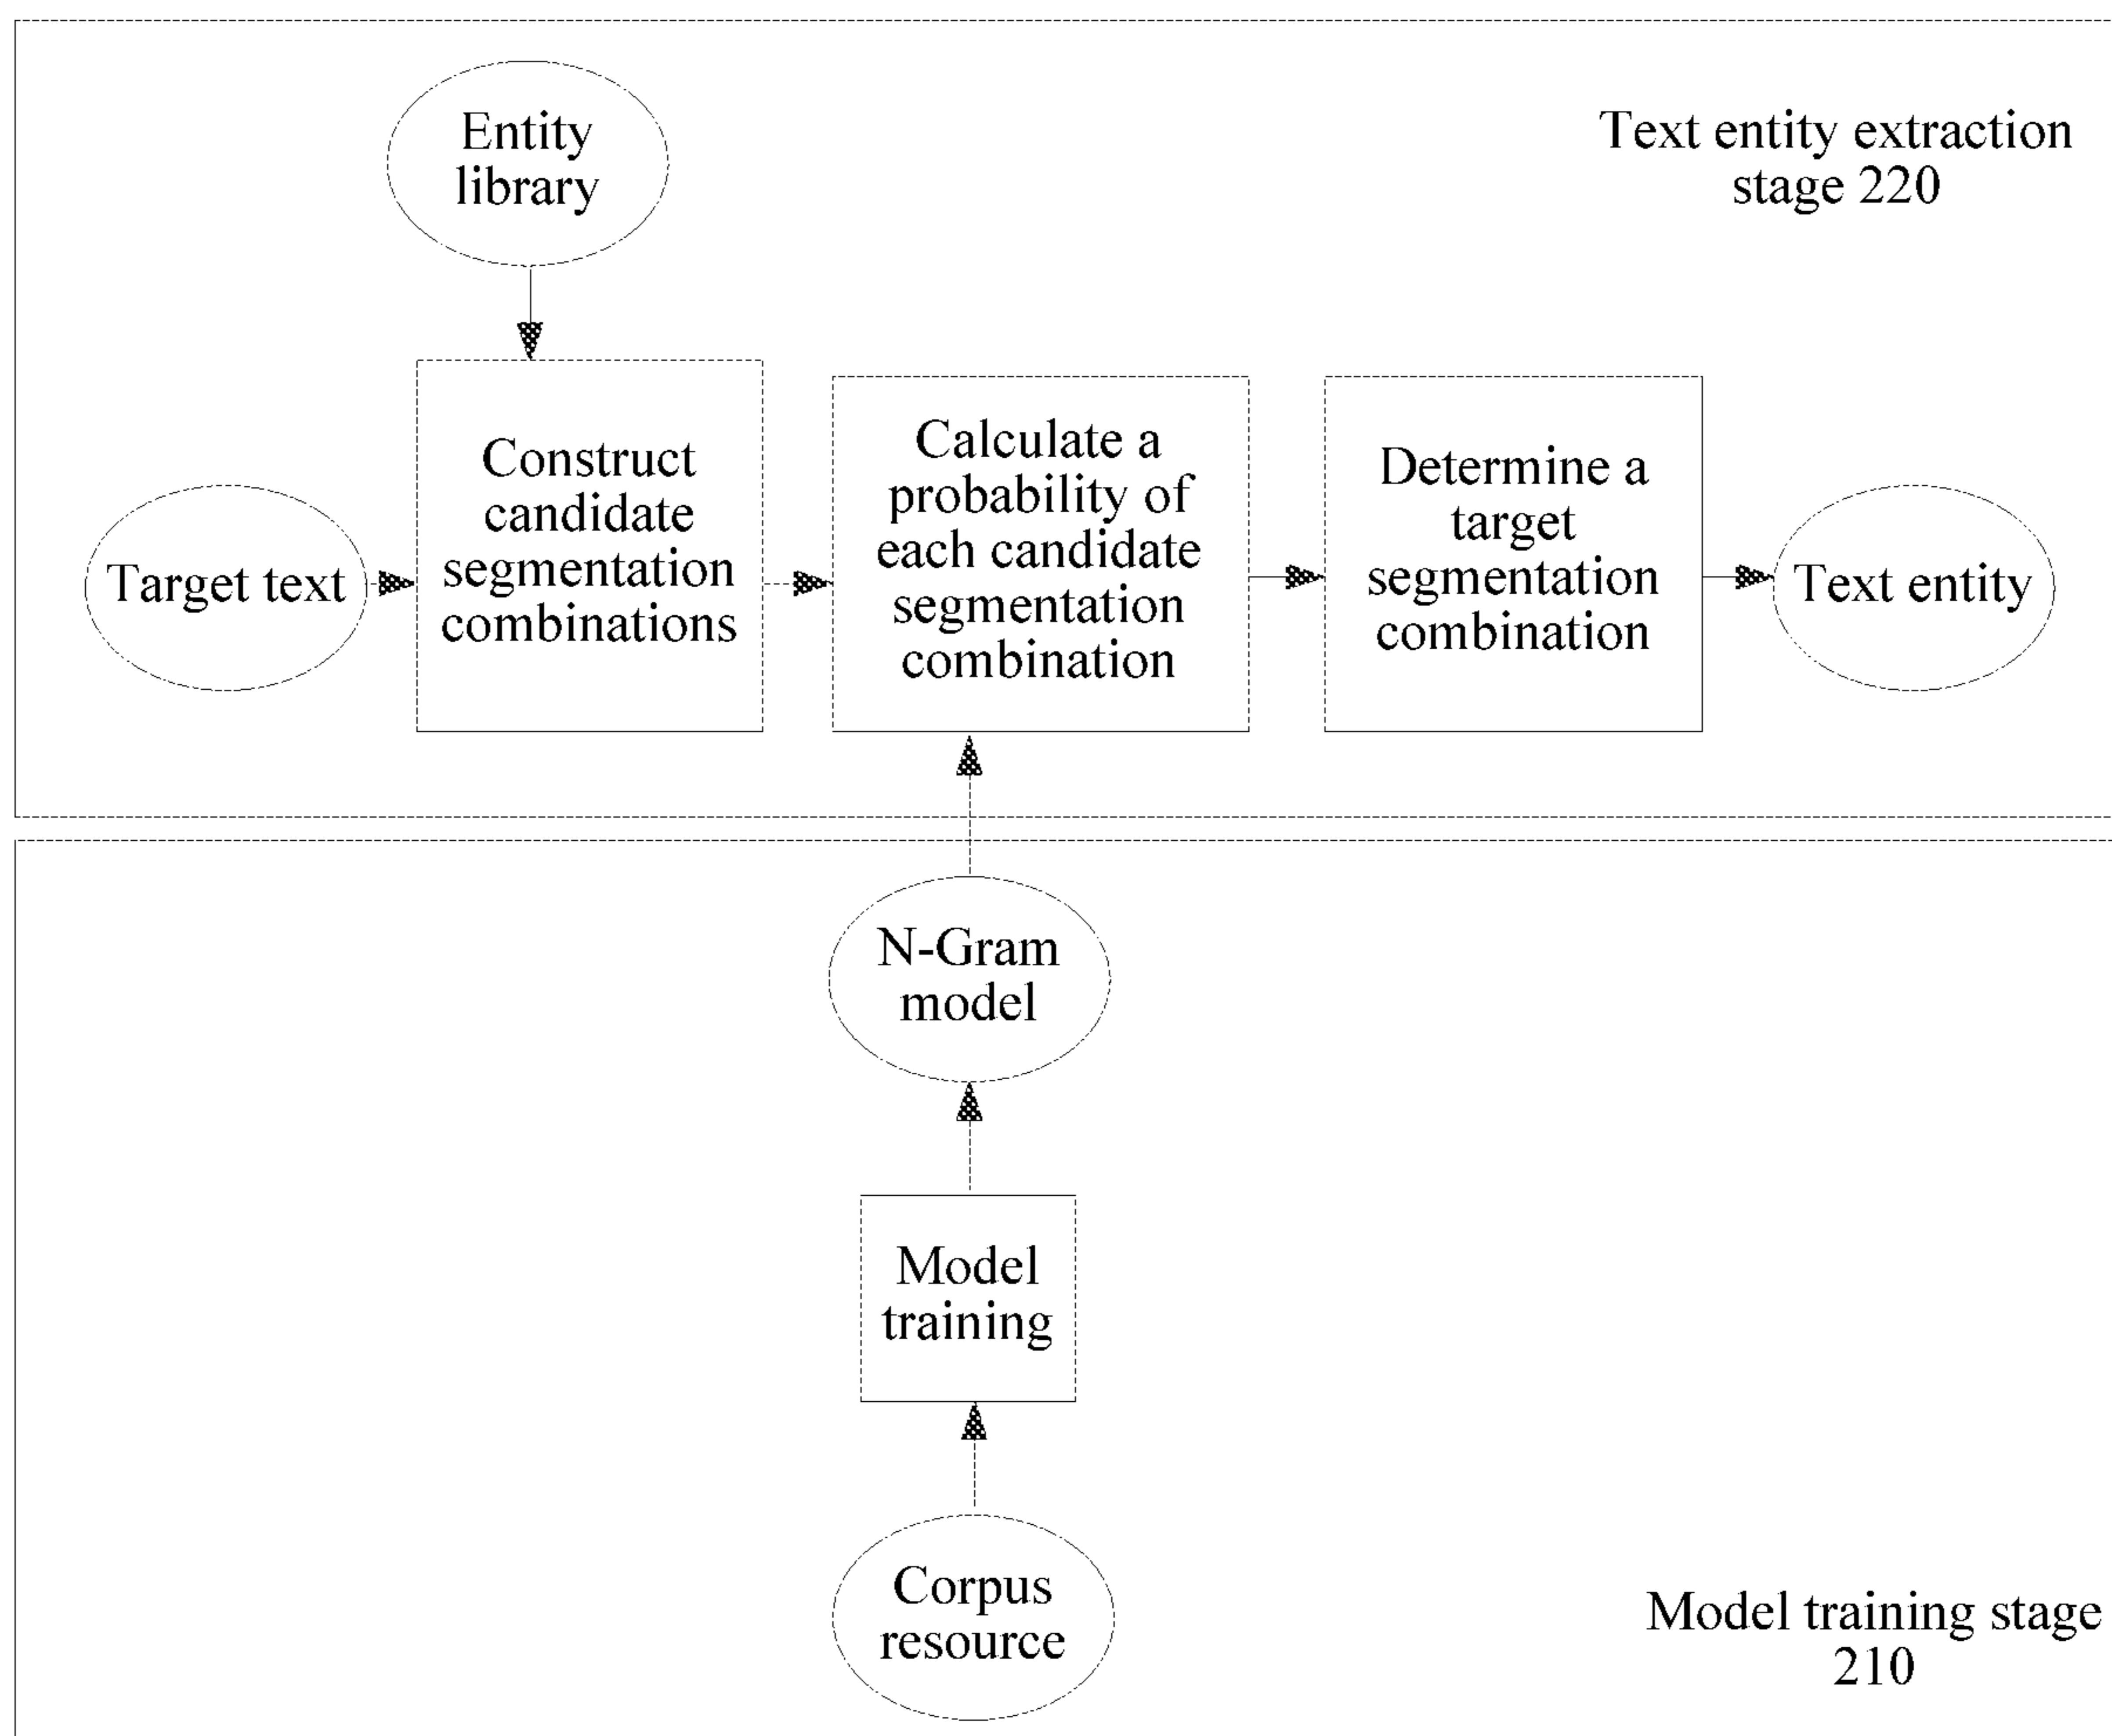 Entity
library
Text entity extraction
stage 220
Target text
Construct
candidate
segmentation
combinations
Calculate a
probability of
each candidate
segmentation
combination
Determine a
target
segmentation
combination
Text entity
N-Gram
model
Model
training
Corpus
resource
Model training stage
210